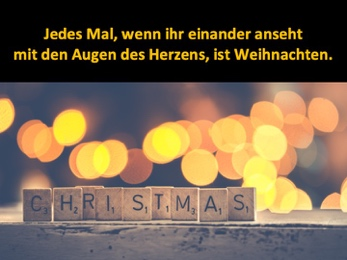 Jedes Mal, wenn ihr einander anseht
mit den Augen des Herzens, ist Weihnachten.
CHRISTMAS